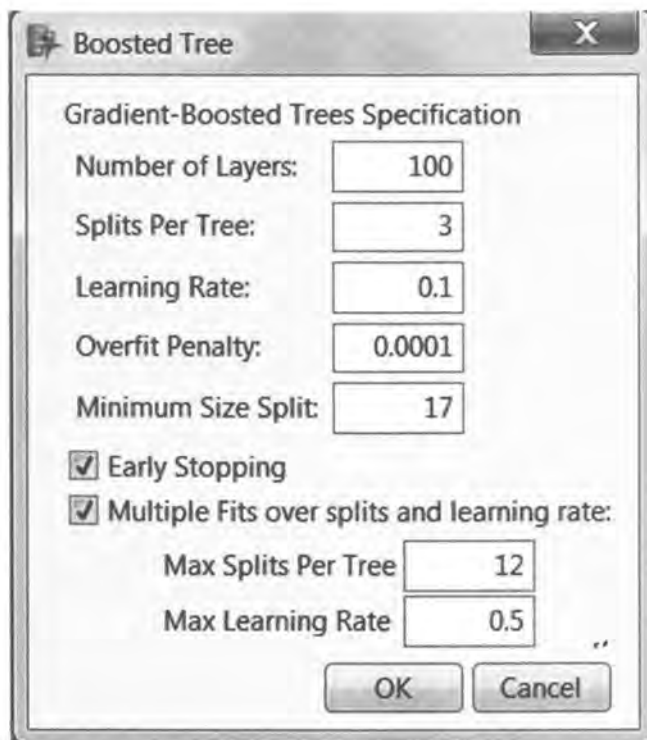 Boosted Tree
X
Gradient-Boosted Trees Specification
Number of Layers: 100
Splits Per Tree: 3
Learning Rate: 0.1
Overfit Penalty: 0.0001
Minimum Size Split: 17
Early Stopping
Multiple Fits over splits and learning rate:
Max Splits Per Tree 12
Max Learning Rate 0.5
OK Cancel